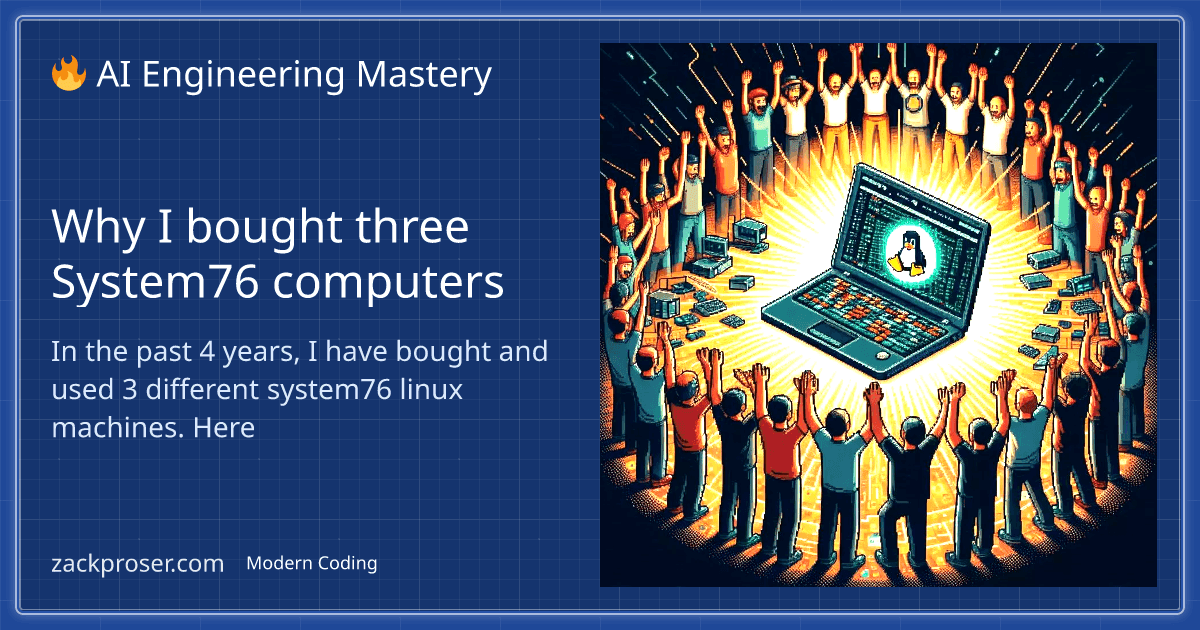 🔥 AI Engineering Mastery
Why I bought three
System76 computers
In the past 4 years, I have bought and
used 3 different system76 linux
machines. Here
zackproser.com Modern Coding